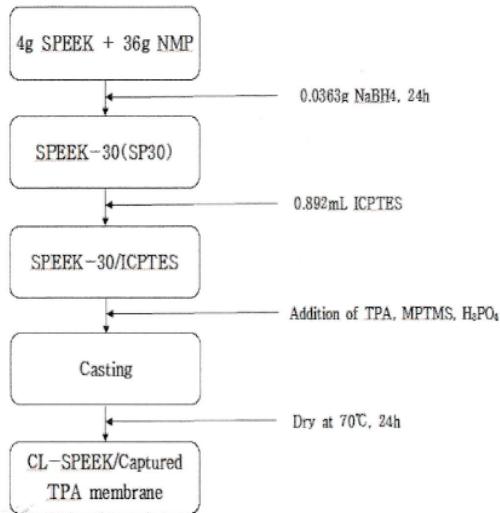 4g SPEEK + 36g NMP
0.0363g NaBH4, 24h
SPEEK-30(SP30)
0.892mL ICPTES
SPEEK-30/ICPTES
Addition of TPA, MPTMS, H₃PO₄
Casting
Dry at 70℃, 24h
CL-SPEEK/Captured
TPA membrane